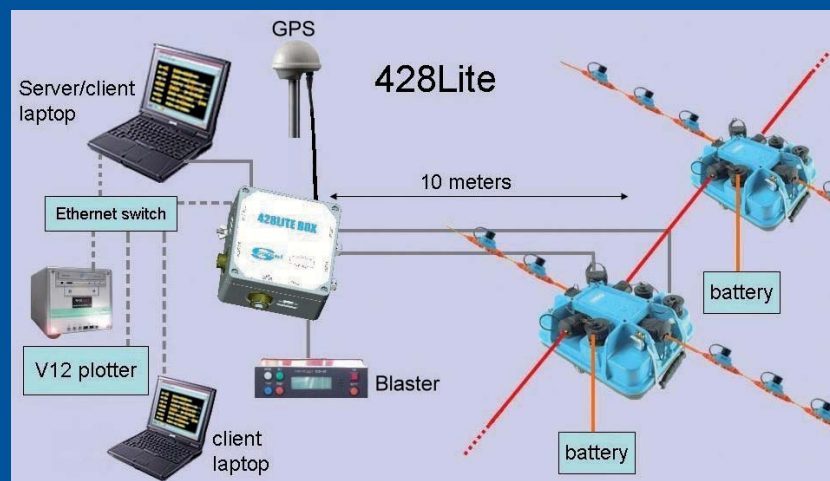 GPS
428Lite
Server/client
laptop
10 meters
Ethernet switch
428LITE BOX
battery
V12 plotter
Blaster
client
laptop
battery